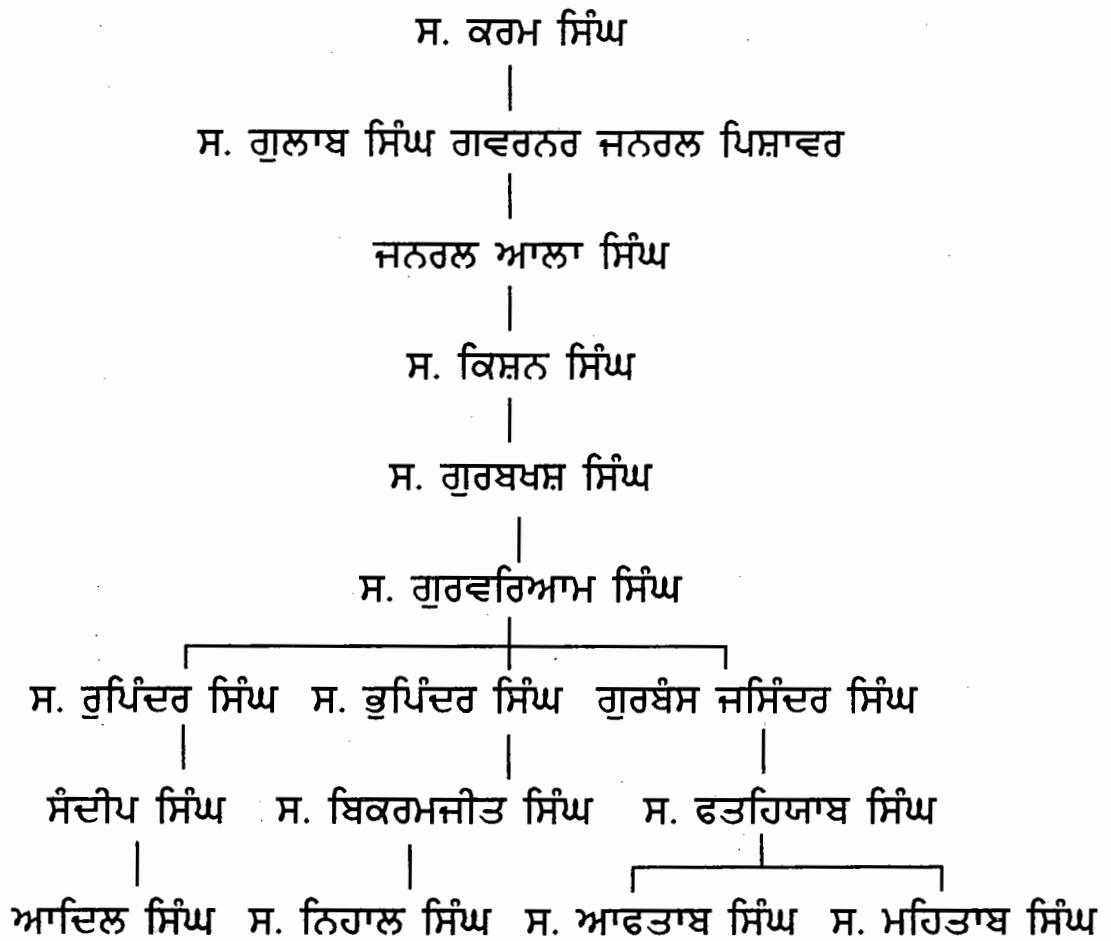 ਸ. ਕਰਮ ਸਿੰਘ
ਸ. ਗੁਲਾਬ ਸਿੰਘ ਗਵਰਨਰ ਜਨਰਲ ਪਿਸ਼ਾਵਰ
ਜਨਰਲ ਆਲਾ ਸਿੰਘ
ਸ. ਕਿਸ਼ਨ ਸਿੰਘ
ਸ. ਗੁਰਬਖਸ਼ ਸਿੰਘ
ਸ. ਗੁਰਵਰਿਆਮ ਸਿੰਘ
ਸ. ਰੁਪਿੰਦਰ ਸਿੰਘ ਸ. ਭੁਪਿੰਦਰ ਸਿੰਘ ਗੁਰਬੰਸ ਜਸਿੰਦਰ ਸਿੰਘ
ਸੰਦੀਪ ਸਿੰਘ ਸ. ਬਿਕਰਮਜੀਤ ਸਿੰਘ ਸ. ਫਤਹਿਯਾਬ ਸਿੰਘ
ਆਦਿਲ ਸਿੰਘ ਸ. ਨਿਹਾਲ ਸਿੰਘ ਸ. ਆਫਤਾਬ ਸਿੰਘ ਸ. ਮਹਿਤਾਬ ਸਿੰਘ